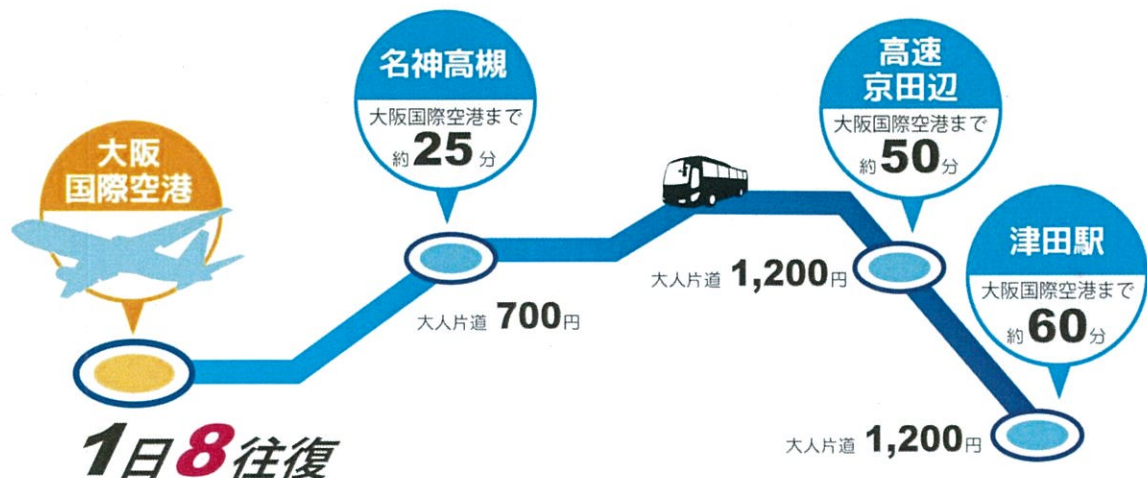 大阪
国際空港
名神高槻
大阪国際空港まで
約25分
高速
京田辺
大阪国際空港まで
約50分
津田駅
大阪国際空港まで
約60分
大人片道 700円
大人片道 1,200円
大人片道 1,200円
1日8往復